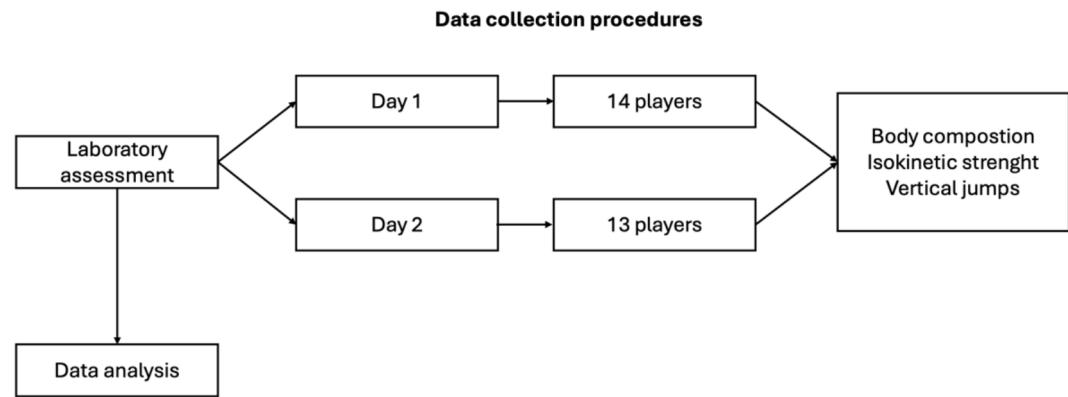 Data collection procedures
Day 1
14 players
Laboratory
assessment
Body compostion
Isokinetic strenght
Vertical jumps
Day 2
13 players
Data analysis